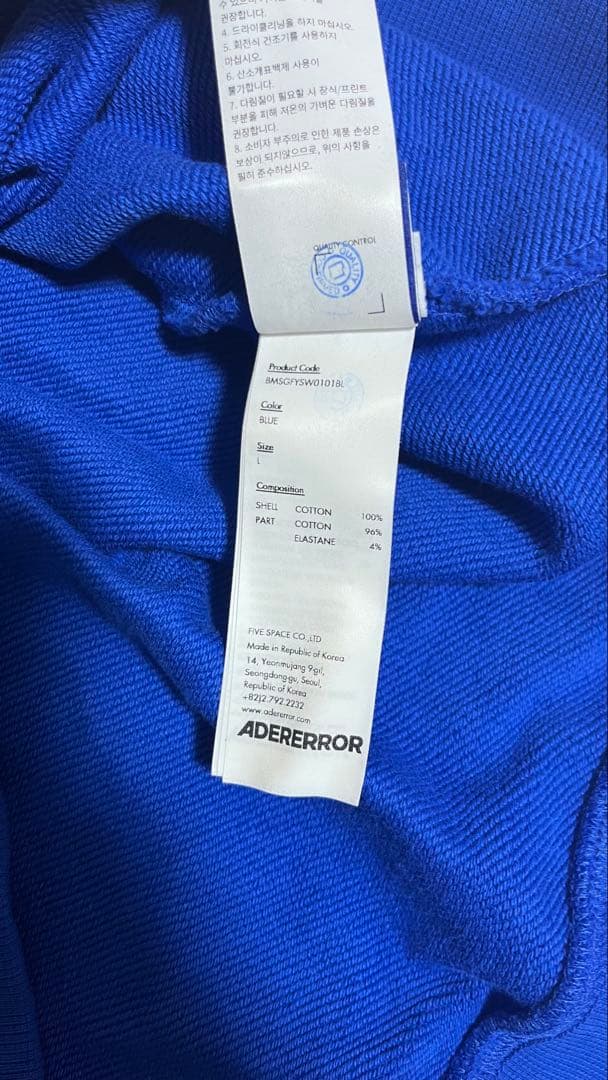 권장합니다.
4. 드라이클리닝을 하지 마십시오.
5. 회전식 건조기를 사용하지
마십시오.
6. 산소계표백제 사용이
불가합니다.
7. 다림질이 필요할 시 장식/프린트
부분을 피해 저온의 가벼운 다림질을
권장합니다.
8. 소비자 부주의로 인한 제품 손상은
보상이 되지않으므로, 위의 사항을
필히 준수하십시오.
QUALITY CONTROL
QUALITY
Product Code
BMSGFYSW0101BL
Color
BLUE
Size
L
Composition
SHELL COTTON 100%
PART COTTON 96%
ELASTANE 4%
FIVE SPACE CO.,LTD
Made in Republic of Korea
14, Yeonmujang 9gil,
Seongdonggu, Seoul,
Republic of Korea
+82)2.792.2232
www.adererror.com
ADERERROR